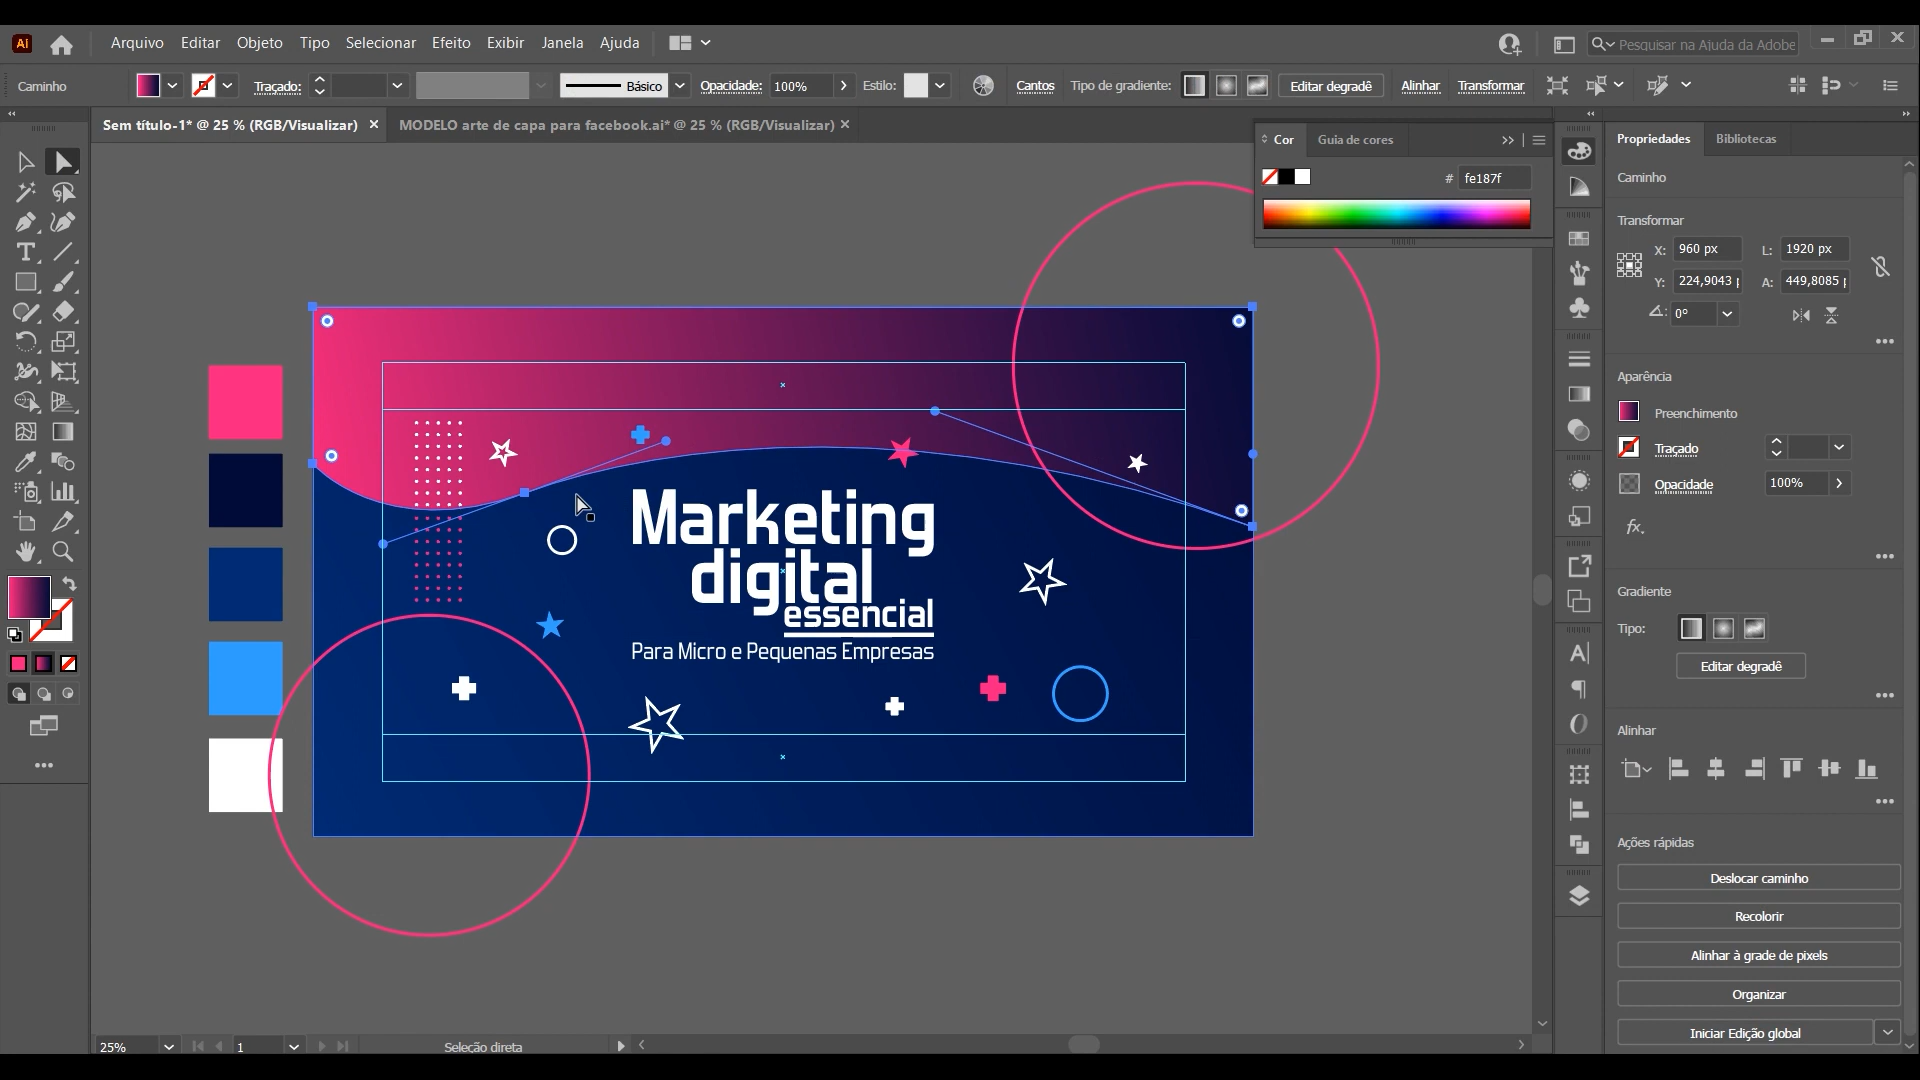 Ai
Arquivo Editar Objeto Tipo Selecionar Efeito Exibir Janela Ajuda
Pesquisar na Ajuda da Adobe
Caminho
Traçado:
Básico
Opacidade: 100%
Estilo:
Cantos
Tipo de gradiente:
Editar degradê
Alinhar
Transformar
Sem título-1* @ 25 % (RGB/Visualizar)
MODELO arte de capa para facebook.ai* @ 25 % (RGB/Visualizar)
Cor
Guia de cores
# fe187f
Marketing
digital
essencial
Para Micro e Pequenas Empresas
Propriedades
Bibliotecas
Caminho
Transformar
X: 960 px
L: 1920 px
Y: 224,9043
A: 449,8085
0°
Aparência
Preenchimento
Traçado
Opacidade 100%
fx.
Gradiente
Tipo:
Editar degradê
Alinhar
Ações rápidas
Deslocar caminho
Recolorir
Alinhar à grade de pixels
Organizar
Iniciar Edição global
25%
1
Seleção direta